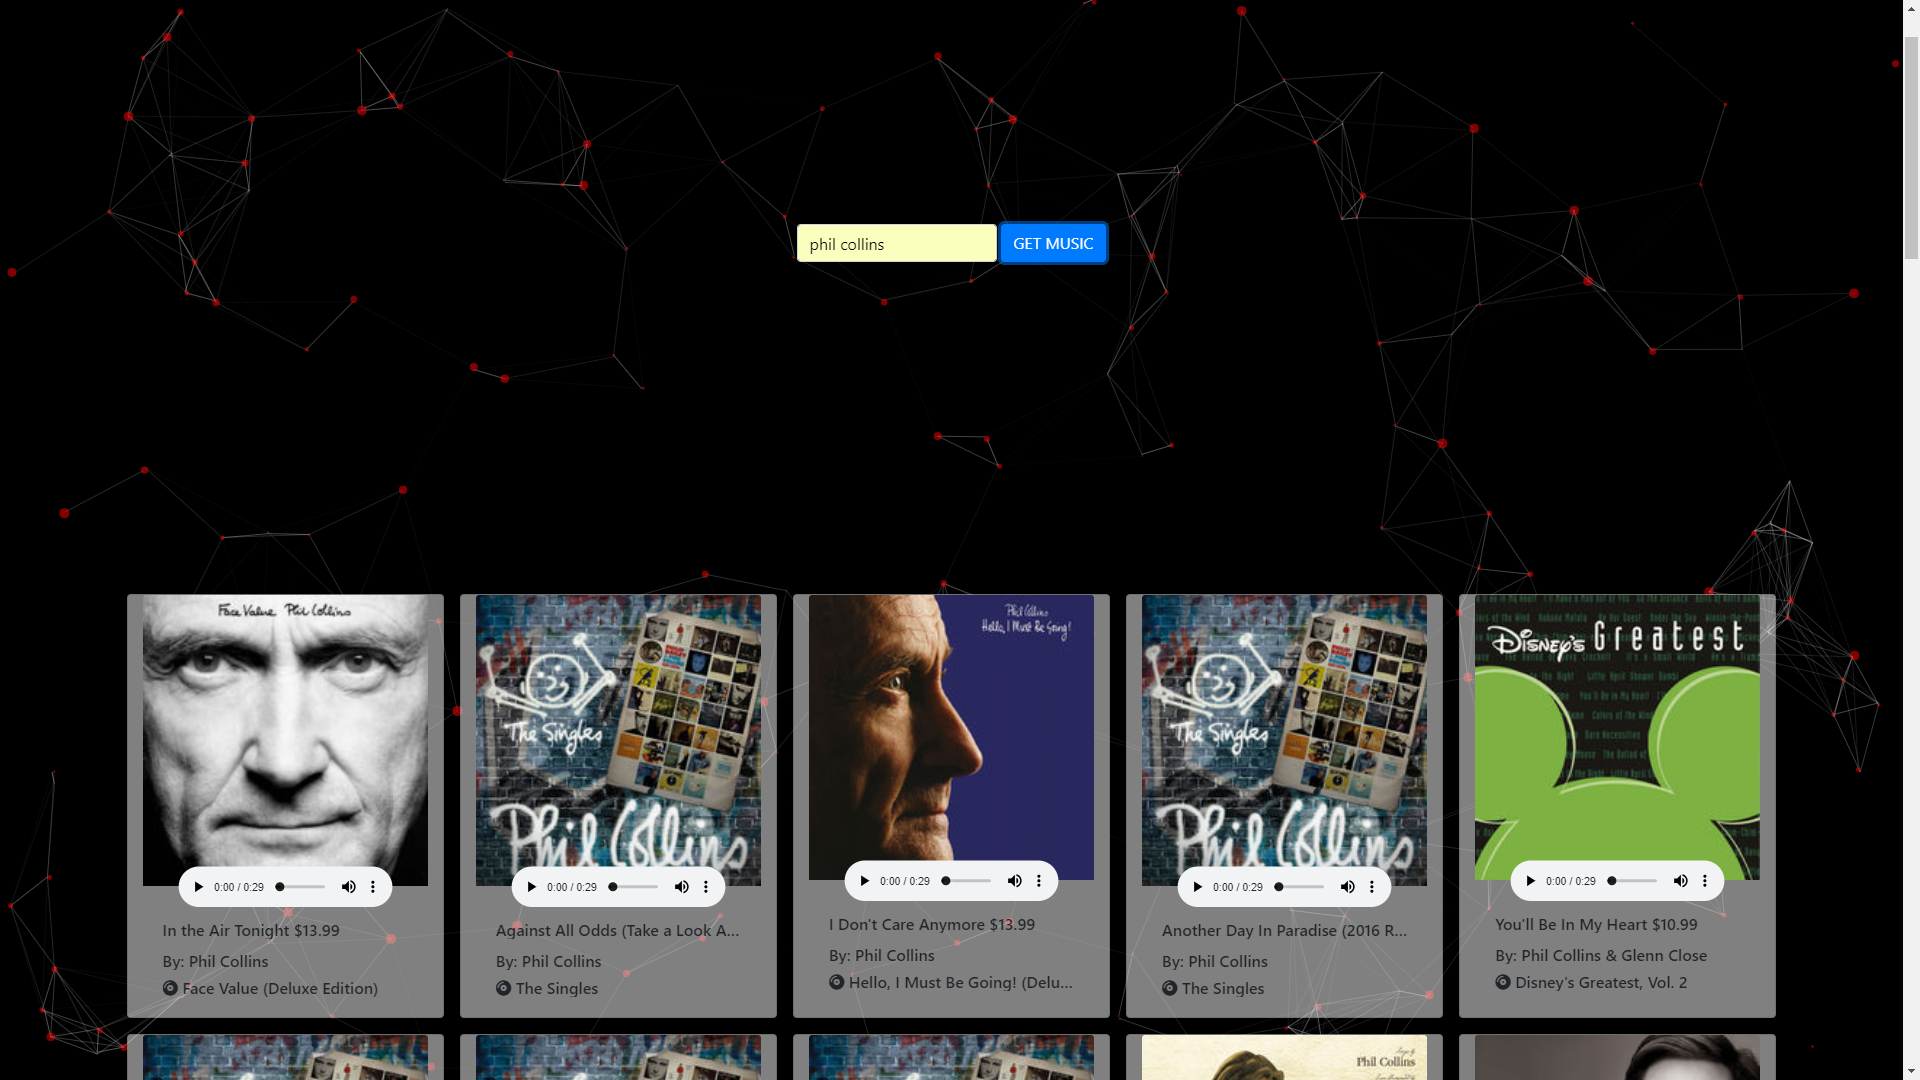 phil collins
GET MUSIC
Face Value Phil Collins
The Singles
Phil Collins
Phil Collins
Hello, I Must Be Going!
The Singles
Phil Collins
Disney's Greatest
0:00 / 0:29
0:00 / 0:29
0:00 / 0:29
0:00 / 0:29
0:00 / 0:29
In the Air Tonight $13.99
By: Phil Collins
Face Value (Deluxe Edition)
Against All Odds (Take a Look A...
By: Phil Collins
The Singles
I Don't Care Anymore $13.99
By: Phil Collins
Hello, I Must Be Going! (Delu...
Another Day In Paradise (2016 R...
By: Phil Collins
The Singles
You'll Be In My Heart $10.99
By: Phil Collins & Glenn Close
Disney's Greatest, Vol. 2
Phil Collins